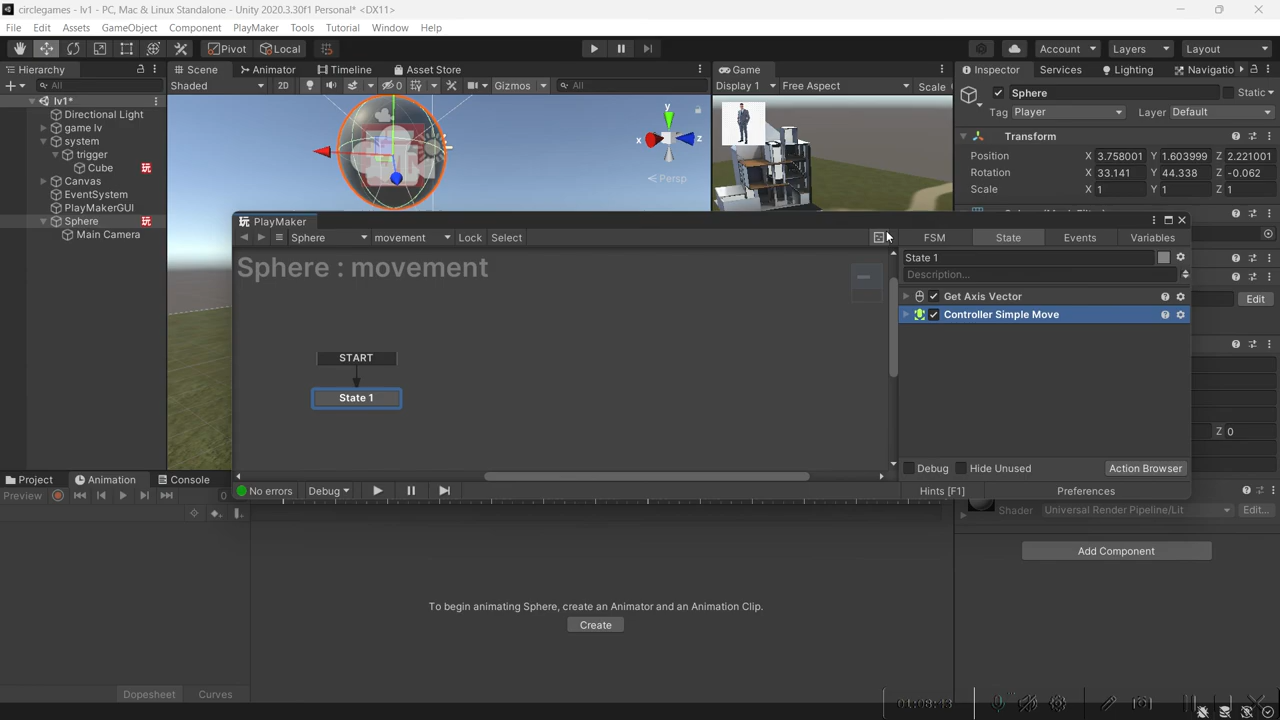 circlegames - lv1 - PC, Mac & Linux Standalone - Unity 2020.3.30f1 Personal* <DX11>
File Edit Assets GameObject Component PlayMaker Tools Tutorial Window Help
Pivot Local Account Layers Layout
Hierarchy Scene Animator Timeline Asset Store Game Inspector Services Lighting Navigatio
All Shaded 2D Gizmos All Display 1 Free Aspect Scale Sphere Static
lv1* Tag Player Layer Default
Directional Light
game lv y Transform
system x z Position X 3.758001 Y 1.603999 Z 2.221001
trigger Rotation X 33.141 Y 44.338 Z -0.062
Cube Persp Scale X 1 Y 1 Z 1
Canvas
EventSystem
PlayMakerGUI
Sphere PlayMaker
Main Camera Sphere movement Lock Select FSM State Events Variables
Sphere : movement State 1
Description...
Get Axis Vector
Edit
Controller Simple Move
START
State 1
Z 0
Debug Hide Unused Action Browser
Project Animation Console No errors Debug Hints [F1] Preferences
Preview 0 Shader Universal Render Pipeline/Lit Edit...
Add Component
To begin animating Sphere, create an Animator and an Animation Clip.
Create
Dopesheet Curves
01:08:43